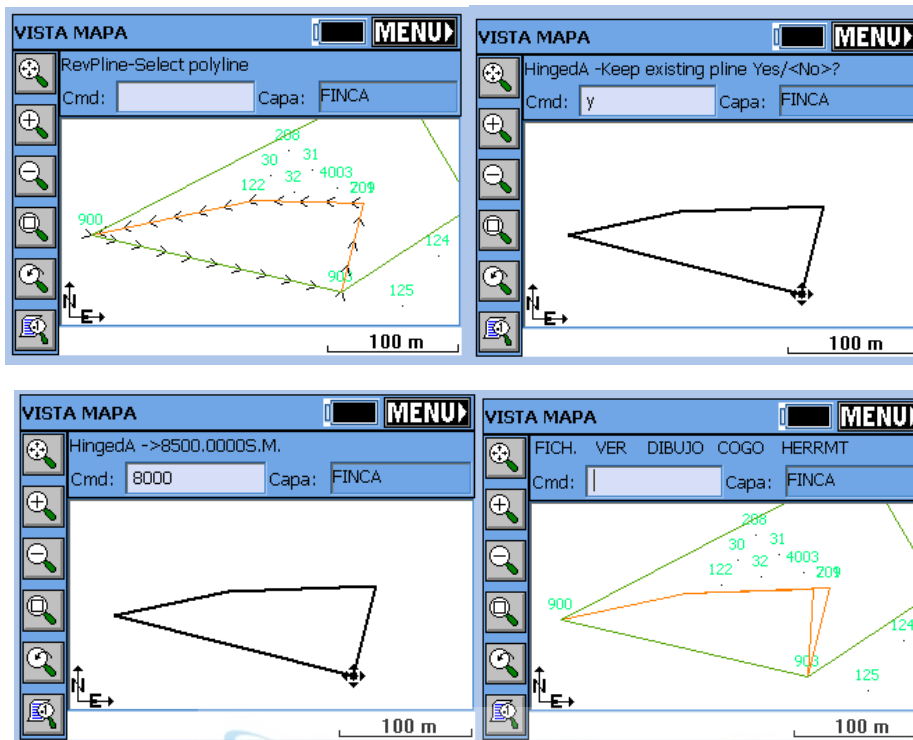 VISTA MAPA MENU
RevPline-Select polyline
Cmd: Capa: FINCA
208
30 31
122 32 4003
209
900
124
903
125
N
E
100 m
VISTA MAPA MENU
HingedA -Keep existing pline Yes/<No>?
Cmd: y Capa: FINCA
N
E
100 m
VISTA MAPA MENU
HingedA ->8500.0000S.M.
Cmd: 8000 Capa: FINCA
N
E
100 m
VISTA MAPA MENU
FICH. VER DIBUJO COGO HERRMT
Cmd: Capa: FINCA
208
30 31
122 32 4003
900
124
903
125
N
E
100 m